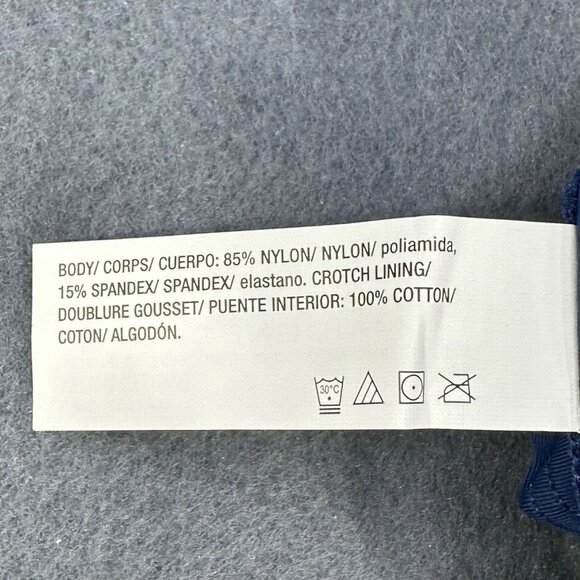 BODY/ CORPS/ CUERPO: 85% NYLON/ NYLON/ poliamida,
15% SPANDEX/ SPANDEX/ elastano. CROTCH LINING/
DOUBLURE GOUSSET/ PUENTE INTERIOR: 100% COTTON/
COTON/ ALGODÓN.
30°C